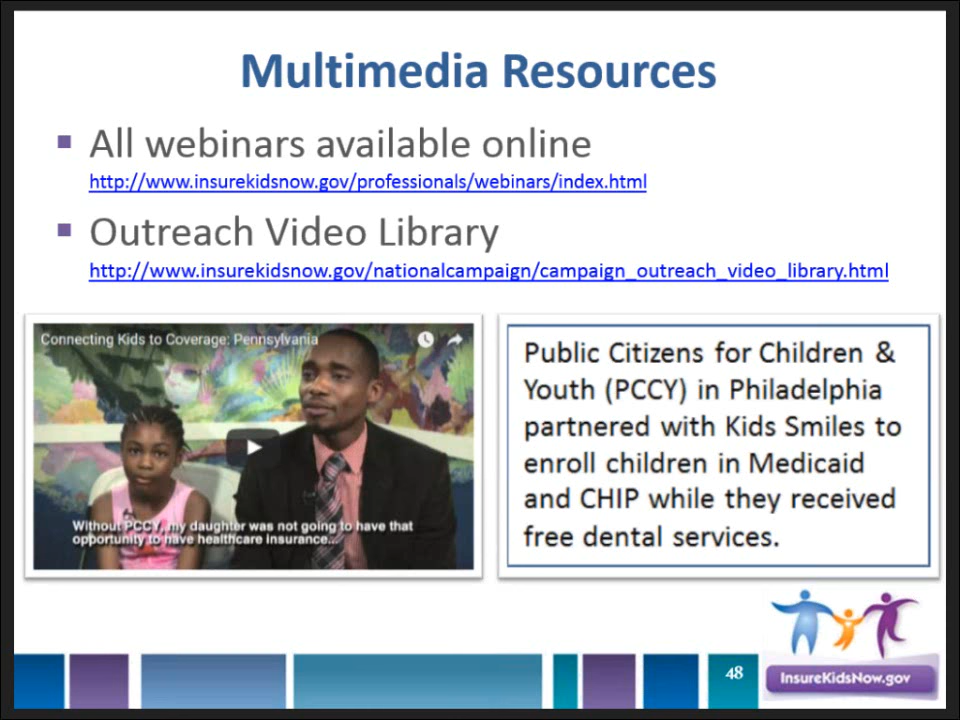 Multimedia Resources
All webinars available online
http://www.insurekidsnow.gov/professionals/webinars/index.html
Outreach Video Library
http://www.insurekidsnow.gov/nationalcampaign/campaign_outreach_video_library.html
Connecting Kids to Coverage: Pennsylvania
Without PCCY, my daughter was not going to have that
opportunity to have healthcare insurance...
Public Citizens for Children &
Youth (PCCY) in Philadelphia
partnered with Kids Smiles to
enroll children in Medicaid
and CHIP while they received
free dental services.
48
InsureKidsNow.gov